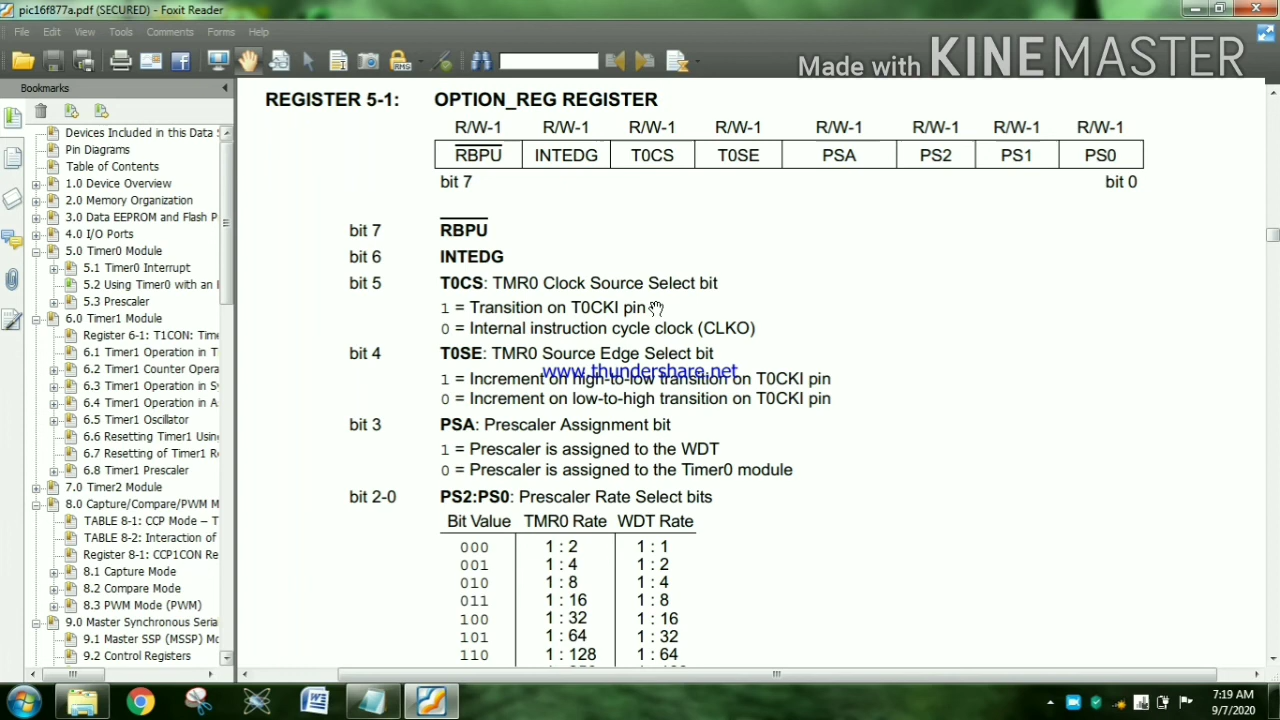 pic16f877a.pdf (SECURED) - Foxit Reader
File Edit View Tools Comments Forms Help
Made with KINEMASTER
Bookmarks
Devices Included in this Data S
Pin Diagrams
Table of Contents
1.0 Device Overview
2.0 Memory Organization
3.0 Data EEPROM and Flash P
4.0 I/O Ports
5.0 Timer0 Module
5.1 Timer0 Interrupt
5.2 Using Timer0 with an I
5.3 Prescaler
6.0 Timer1 Module
Register 6-1: T1CON: Time
6.1 Timer1 Operation in T
6.2 Timer1 Counter Opera
6.3 Timer1 Operation in S
6.4 Timer1 Operation in A
6.5 Timer1 Oscillator
6.6 Resetting Timer1 Usin
6.7 Resetting of Timer1 R
6.8 Timer1 Prescaler
7.0 Timer2 Module
8.0 Capture/Compare/PWM M
TABLE 8-1: CCP Mode – T
TABLE 8-2: Interaction of
Register 8-1: CCP1CON Re
8.1 Capture Mode
8.2 Compare Mode
8.3 PWM Mode (PWM)
9.0 Master Synchronous Seria
9.1 Master SSP (MSSP) Mo
9.2 Control Registers
REGISTER 5-1: OPTION_REG REGISTER
R/W-1 R/W-1 R/W-1 R/W-1 R/W-1 R/W-1 R/W-1 R/W-1
RBPU INTEDG T0CS T0SE PSA PS2 PS1 PS0
bit 7 bit 0
bit 7 RBPU
bit 6 INTEDG
bit 5 T0CS: TMR0 Clock Source Select bit
1 = Transition on T0CKI pin
0 = Internal instruction cycle clock (CLKO)
bit 4 T0SE: TMR0 Source Edge Select bit
www.thundershare.net
1 = Increment on high-to-low transition on T0CKI pin
0 = Increment on low-to-high transition on T0CKI pin
bit 3 PSA: Prescaler Assignment bit
1 = Prescaler is assigned to the WDT
0 = Prescaler is assigned to the Timer0 module
bit 2-0 PS2:PS0: Prescaler Rate Select bits
Bit Value TMR0 Rate WDT Rate
000 1 : 2 1 : 1
001 1 : 4 1 : 2
010 1 : 8 1 : 4
011 1 : 16 1 : 8
100 1 : 32 1 : 16
101 1 : 64 1 : 32
110 1 : 128 1 : 64
7:19 AM
9/7/2020